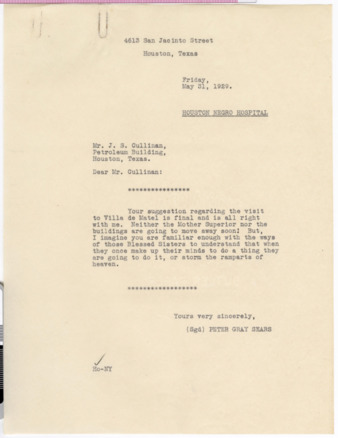 4613 San Jacinto Street
Houston, Texas
Friday,
May 31, 1929.
HOUSTON NEGRO HOSPITAL
Mr. J. S. Cullinan,
Petroleum Building,
Houston, Texas.
Dear Mr. Cullinan:
*****************
Your suggestion regarding the visit
to Villa de Matel is final and is all right
with me. Neither the Mother Superior nor the
buildings are going to move away soon! But,
I imagine you are familiar enough with the ways
of those Blessed Sisters to understand that when
they once make up their minds to do a thing they
are going to do it, or storm the ramparts of
heaven.
*******************
Yours very sincerely,
(Sgd) PETER GRAY SEARS